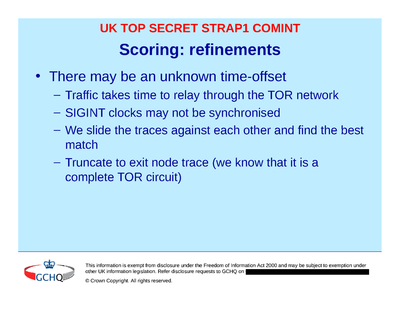 UK TOP SECRET STRAP1 COMINT
Scoring: refinements
• There may be an unknown time-offset
– Traffic takes time to relay through the TOR network
– SIGINT clocks may not be synchronised
– We slide the traces against each other and find the best
match
– Truncate to exit node trace (we know that it is a
complete TOR circuit)
GCHQ
This information is exempt from disclosure under the Freedom of Information Act 2000 and may be subject to exemption under
other UK information legislation. Refer disclosure requests to GCHQ on
© Crown Copyright. All rights reserved.